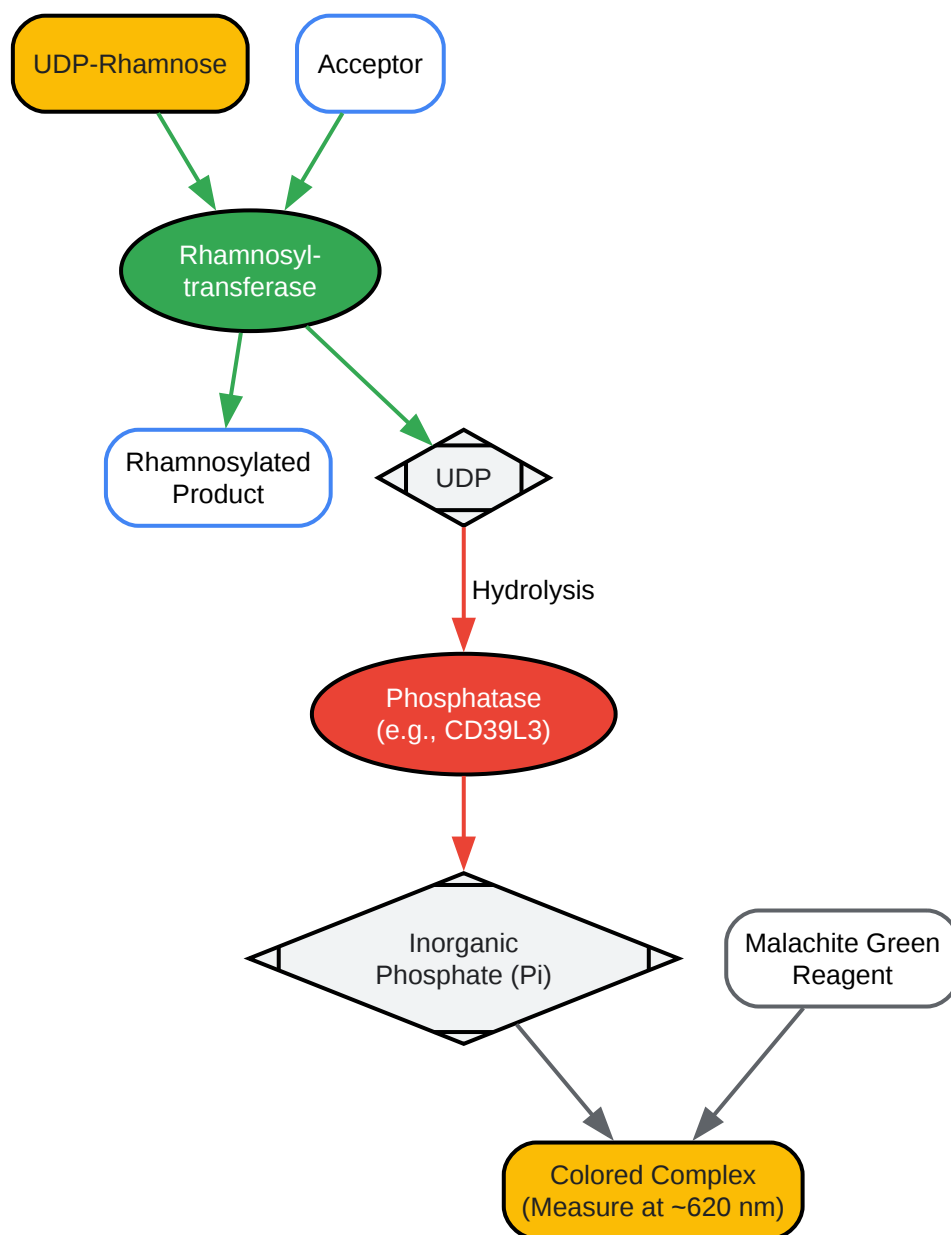 UDP-Rhamnose
Acceptor
Rhamnosyl-
transferase
Rhamnosylated
Product
UDP
Hydrolysis
Phosphatase
(e.g., CD39L3)
Inorganic
Phosphate (Pi)
Malachite Green
Reagent
Colored Complex
(Measure at ~620 nm)